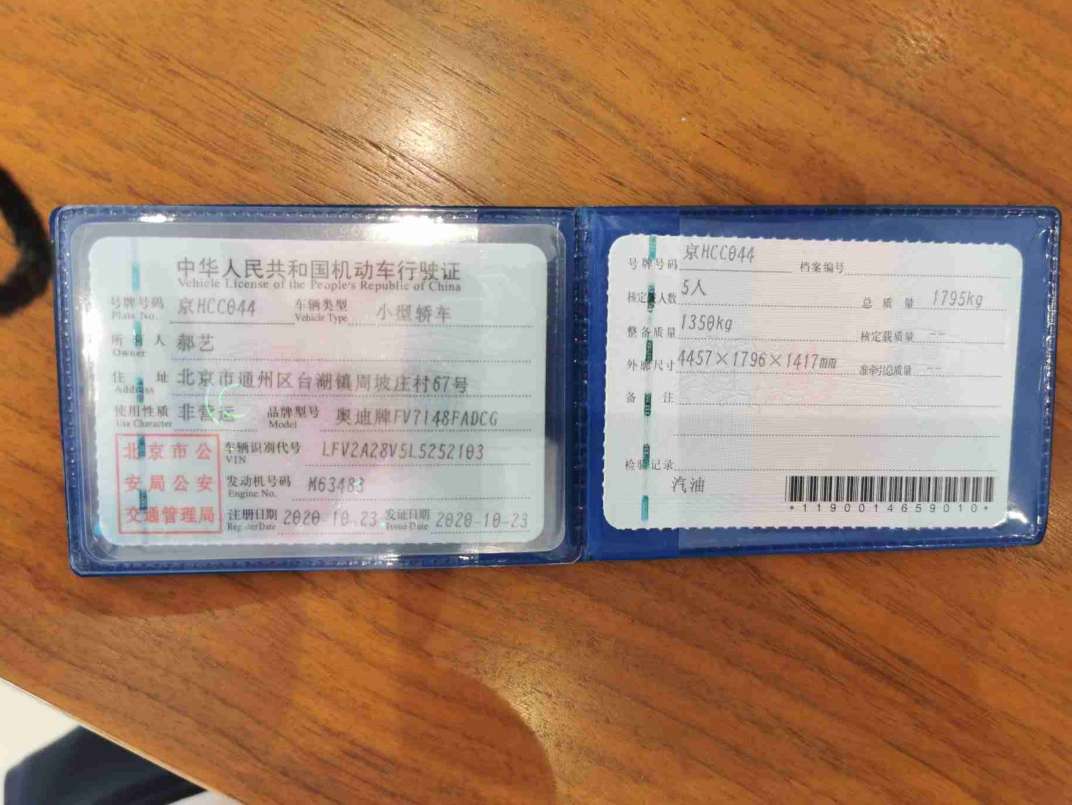 中华人民共和国机动车行驶证
Vehicle License of the People's Republic of China
号牌号码 京HCC044 车辆类型 小型轿车
Plate No. Vehicle Type
所有人 郝艺
Owner
住址 北京市通州区台湖镇周坡庄村67号
Address
使用性质 非营运 品牌型号 奥迪牌FV7148FADCG
Use Character Model
北京市公
安局公安
交通管理局
车辆识别代号 LFV2A28V5L5252103
VIN
发动机号码 M63483
Engine No.
注册日期 2020-10-23 发证日期 2020-10-23
Register Date Issue Date
号牌号码 京HCC044 档案编号
核定载人数 5人 总质量 1795kg
整备质量 1350kg 核定载质量 --
外廓尺寸 4457×1796×1417mm 准牵引总质量 --
备注
检验记录
汽油
*1190014659010*